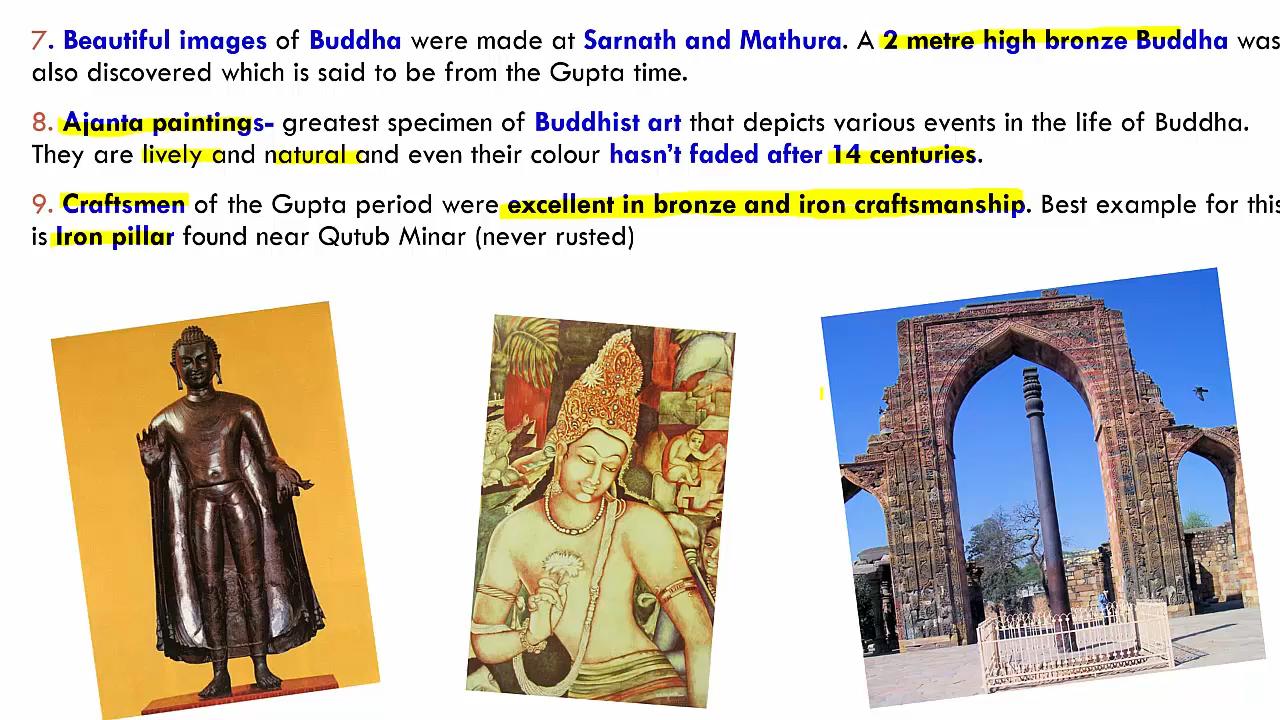 7. Beautiful images of Buddha were made at Sarnath and Mathura. A 2 metre high bronze Buddha was
also discovered which is said to be from the Gupta time.
8. Ajanta paintings- greatest specimen of Buddhist art that depicts various events in the life of Buddha.
They are lively and natural and even their colour hasn't faded after 14 centuries.
9. Craftsmen of the Gupta period were excellent in bronze and iron craftsmanship. Best example for this
is Iron pillar found near Qutub Minar (never rusted)